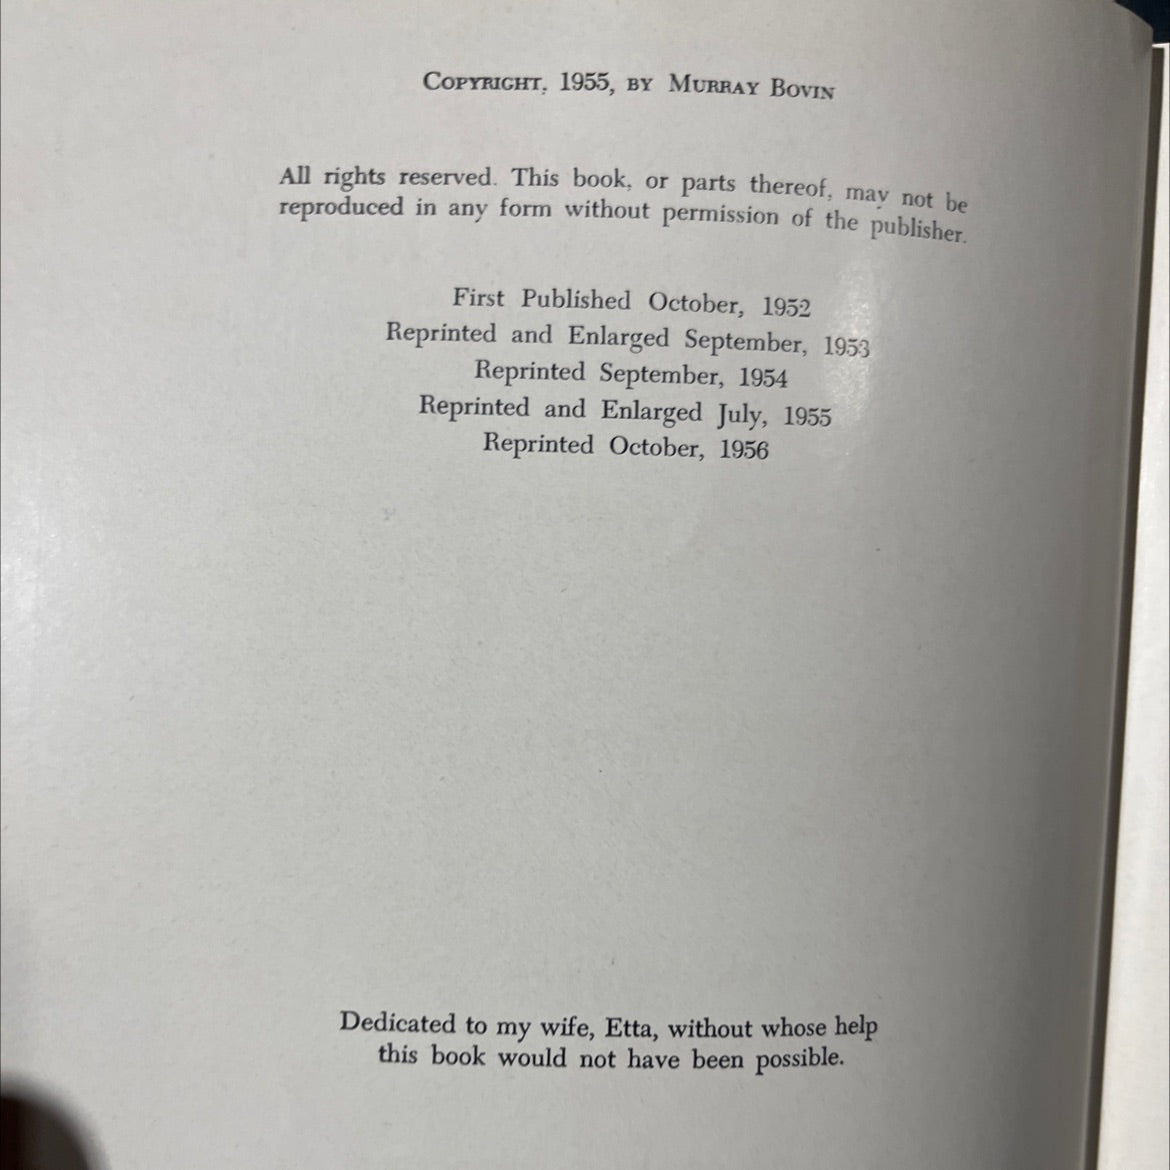 Copyright, 1955, by Murray Bovin
All rights reserved. This book, or parts thereof, may not be
reproduced in any form without permission of the publisher.
First Published October, 1952
Reprinted and Enlarged September, 1953
Reprinted September, 1954
Reprinted and Enlarged July, 1955
Reprinted October, 1956
Dedicated to my wife, Etta, without whose help
this book would not have been possible.